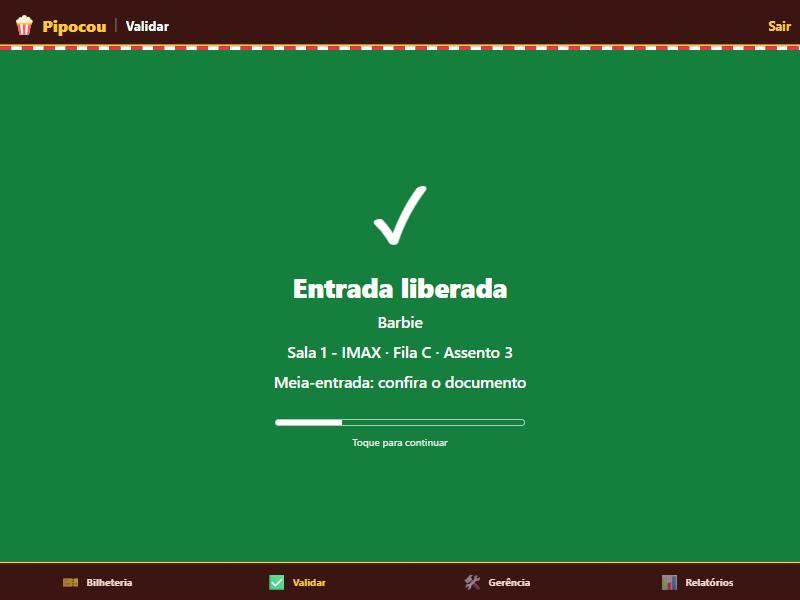 Pipocou | Validar
Sair
Entrada liberada
Barbie
Sala 1 - IMAX · Fila C · Assento 3
Meia-entrada: confira o documento
Toque para continuar
Bilheteria
Validar
Gerência
Relatórios